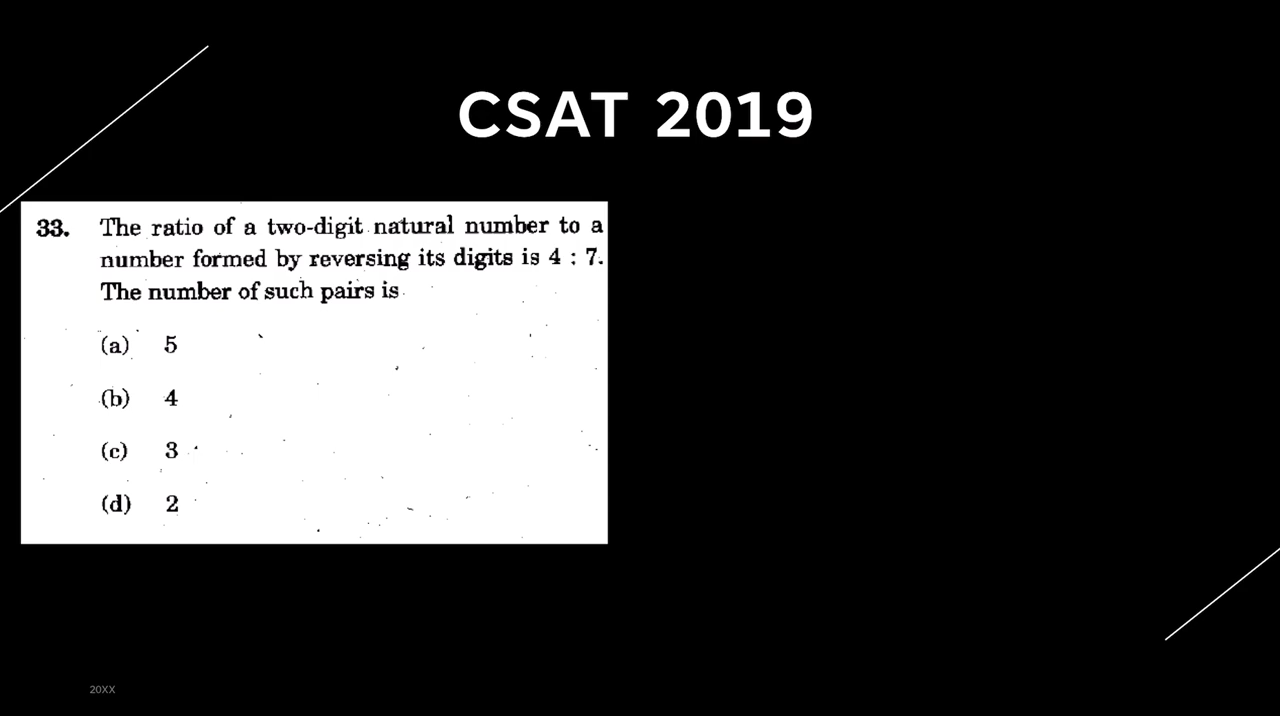 CSAT 2019
33. The ratio of a two-digit natural number to a
number formed by reversing its digits is 4 : 7.
The number of such pairs is
(a) 5
(b) 4
(c) 3
(d) 2
20XX